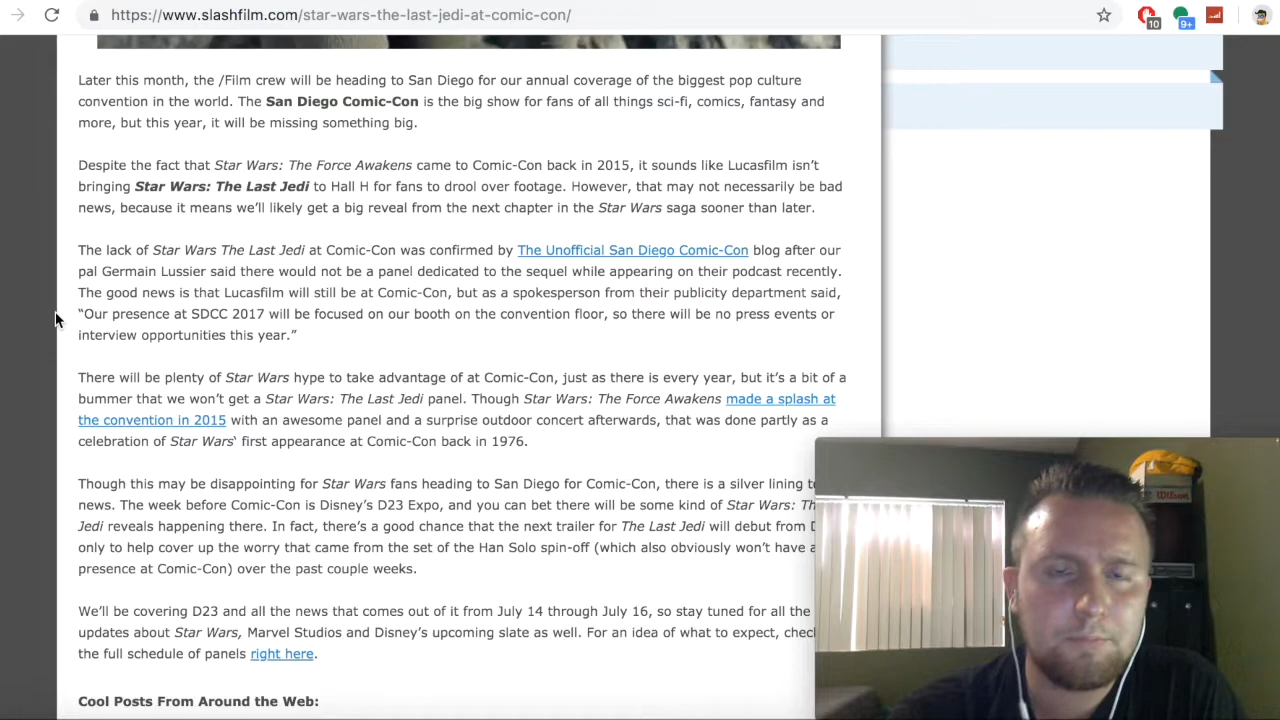 https://www.slashfilm.com/star-wars-the-last-jedi-at-comic-con/
10
9+
Later this month, the /Film crew will be heading to San Diego for our annual coverage of the biggest pop culture
convention in the world. The San Diego Comic-Con is the big show for fans of all things sci-fi, comics, fantasy and
more, but this year, it will be missing something big.
Despite the fact that Star Wars: The Force Awakens came to Comic-Con back in 2015, it sounds like Lucasfilm isn't
bringing Star Wars: The Last Jedi to Hall H for fans to drool over footage. However, that may not necessarily be bad
news, because it means we'll likely get a big reveal from the next chapter in the Star Wars saga sooner than later.
The lack of Star Wars The Last Jedi at Comic-Con was confirmed by The Unofficial San Diego Comic-Con blog after our
pal Germain Lussier said there would not be a panel dedicated to the sequel while appearing on their podcast recently.
The good news is that Lucasfilm will still be at Comic-Con, but as a spokesperson from their publicity department said,
“Our presence at SDCC 2017 will be focused on our booth on the convention floor, so there will be no press events or
interview opportunities this year.”
There will be plenty of Star Wars hype to take advantage of at Comic-Con, just as there is every year, but it's a bit of a
bummer that we won't get a Star Wars: The Last Jedi panel. Though Star Wars: The Force Awakens made a splash at
the convention in 2015 with an awesome panel and a surprise outdoor concert afterwards, that was done partly as a
celebration of Star Wars‘ first appearance at Comic-Con back in 1976.
Though this may be disappointing for Star Wars fans heading to San Diego for Comic-Con, there is a silver lining
news. The week before Comic-Con is Disney's D23 Expo, and you can bet there will be some kind of Star Wars:
Jedi reveals happening there. In fact, there's a good chance that the next trailer for The Last Jedi will debut from
only to help cover up the worry that came from the set of the Han Solo spin-off (which also obviously won't have a
presence at Comic-Con) over the past couple weeks.
We'll be covering D23 and all the news that comes out of it from July 14 through July 16, so stay tuned for all the
updates about Star Wars, Marvel Studios and Disney's upcoming slate as well. For an idea of what to expect, check
the full schedule of panels right here.
Cool Posts From Around the Web:
Wilson